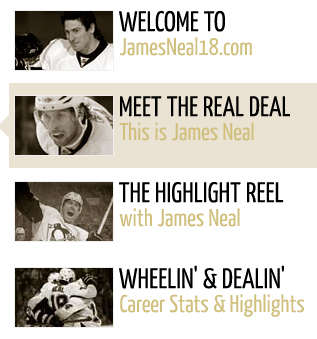 WELCOME TO
JamesNeal18.com
MEET THE REAL DEAL
This is James Neal
THE HIGHLIGHT REEL
with James Neal
WHEELIN' & DEALIN'
Career Stats & Highlights